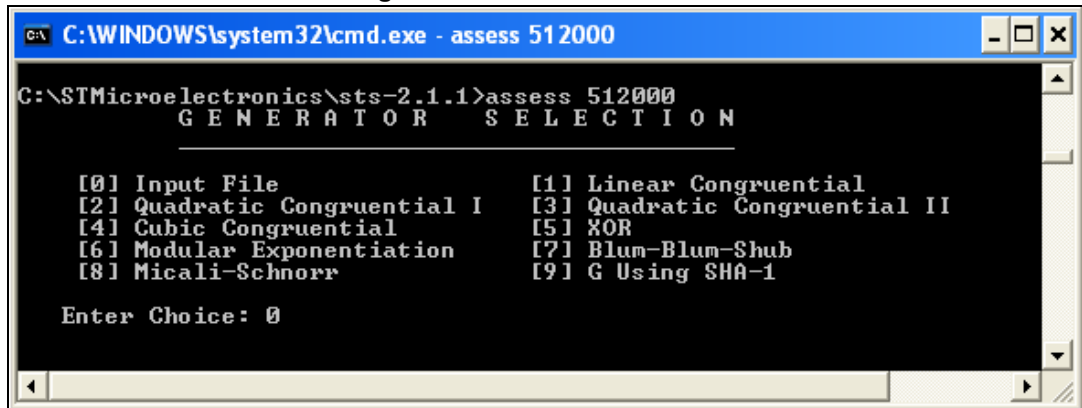 C:\WINDOWS\system32\cmd.exe - assess 512000
C:\STMicroelectronics\sts-2.1.1>assess 512000
G E N E R A T O R   S E L E C T I O N
[0] Input File   [1] Linear Congruential
[2] Quadratic Congruential I   [3] Quadratic Congruential II
[4] Cubic Congruential   [5] XOR
[6] Modular Exponentiation   [7] Blum-Blum-Shub
[8] Micali-Schnorr   [9] G Using SHA-1
Enter Choice: 0